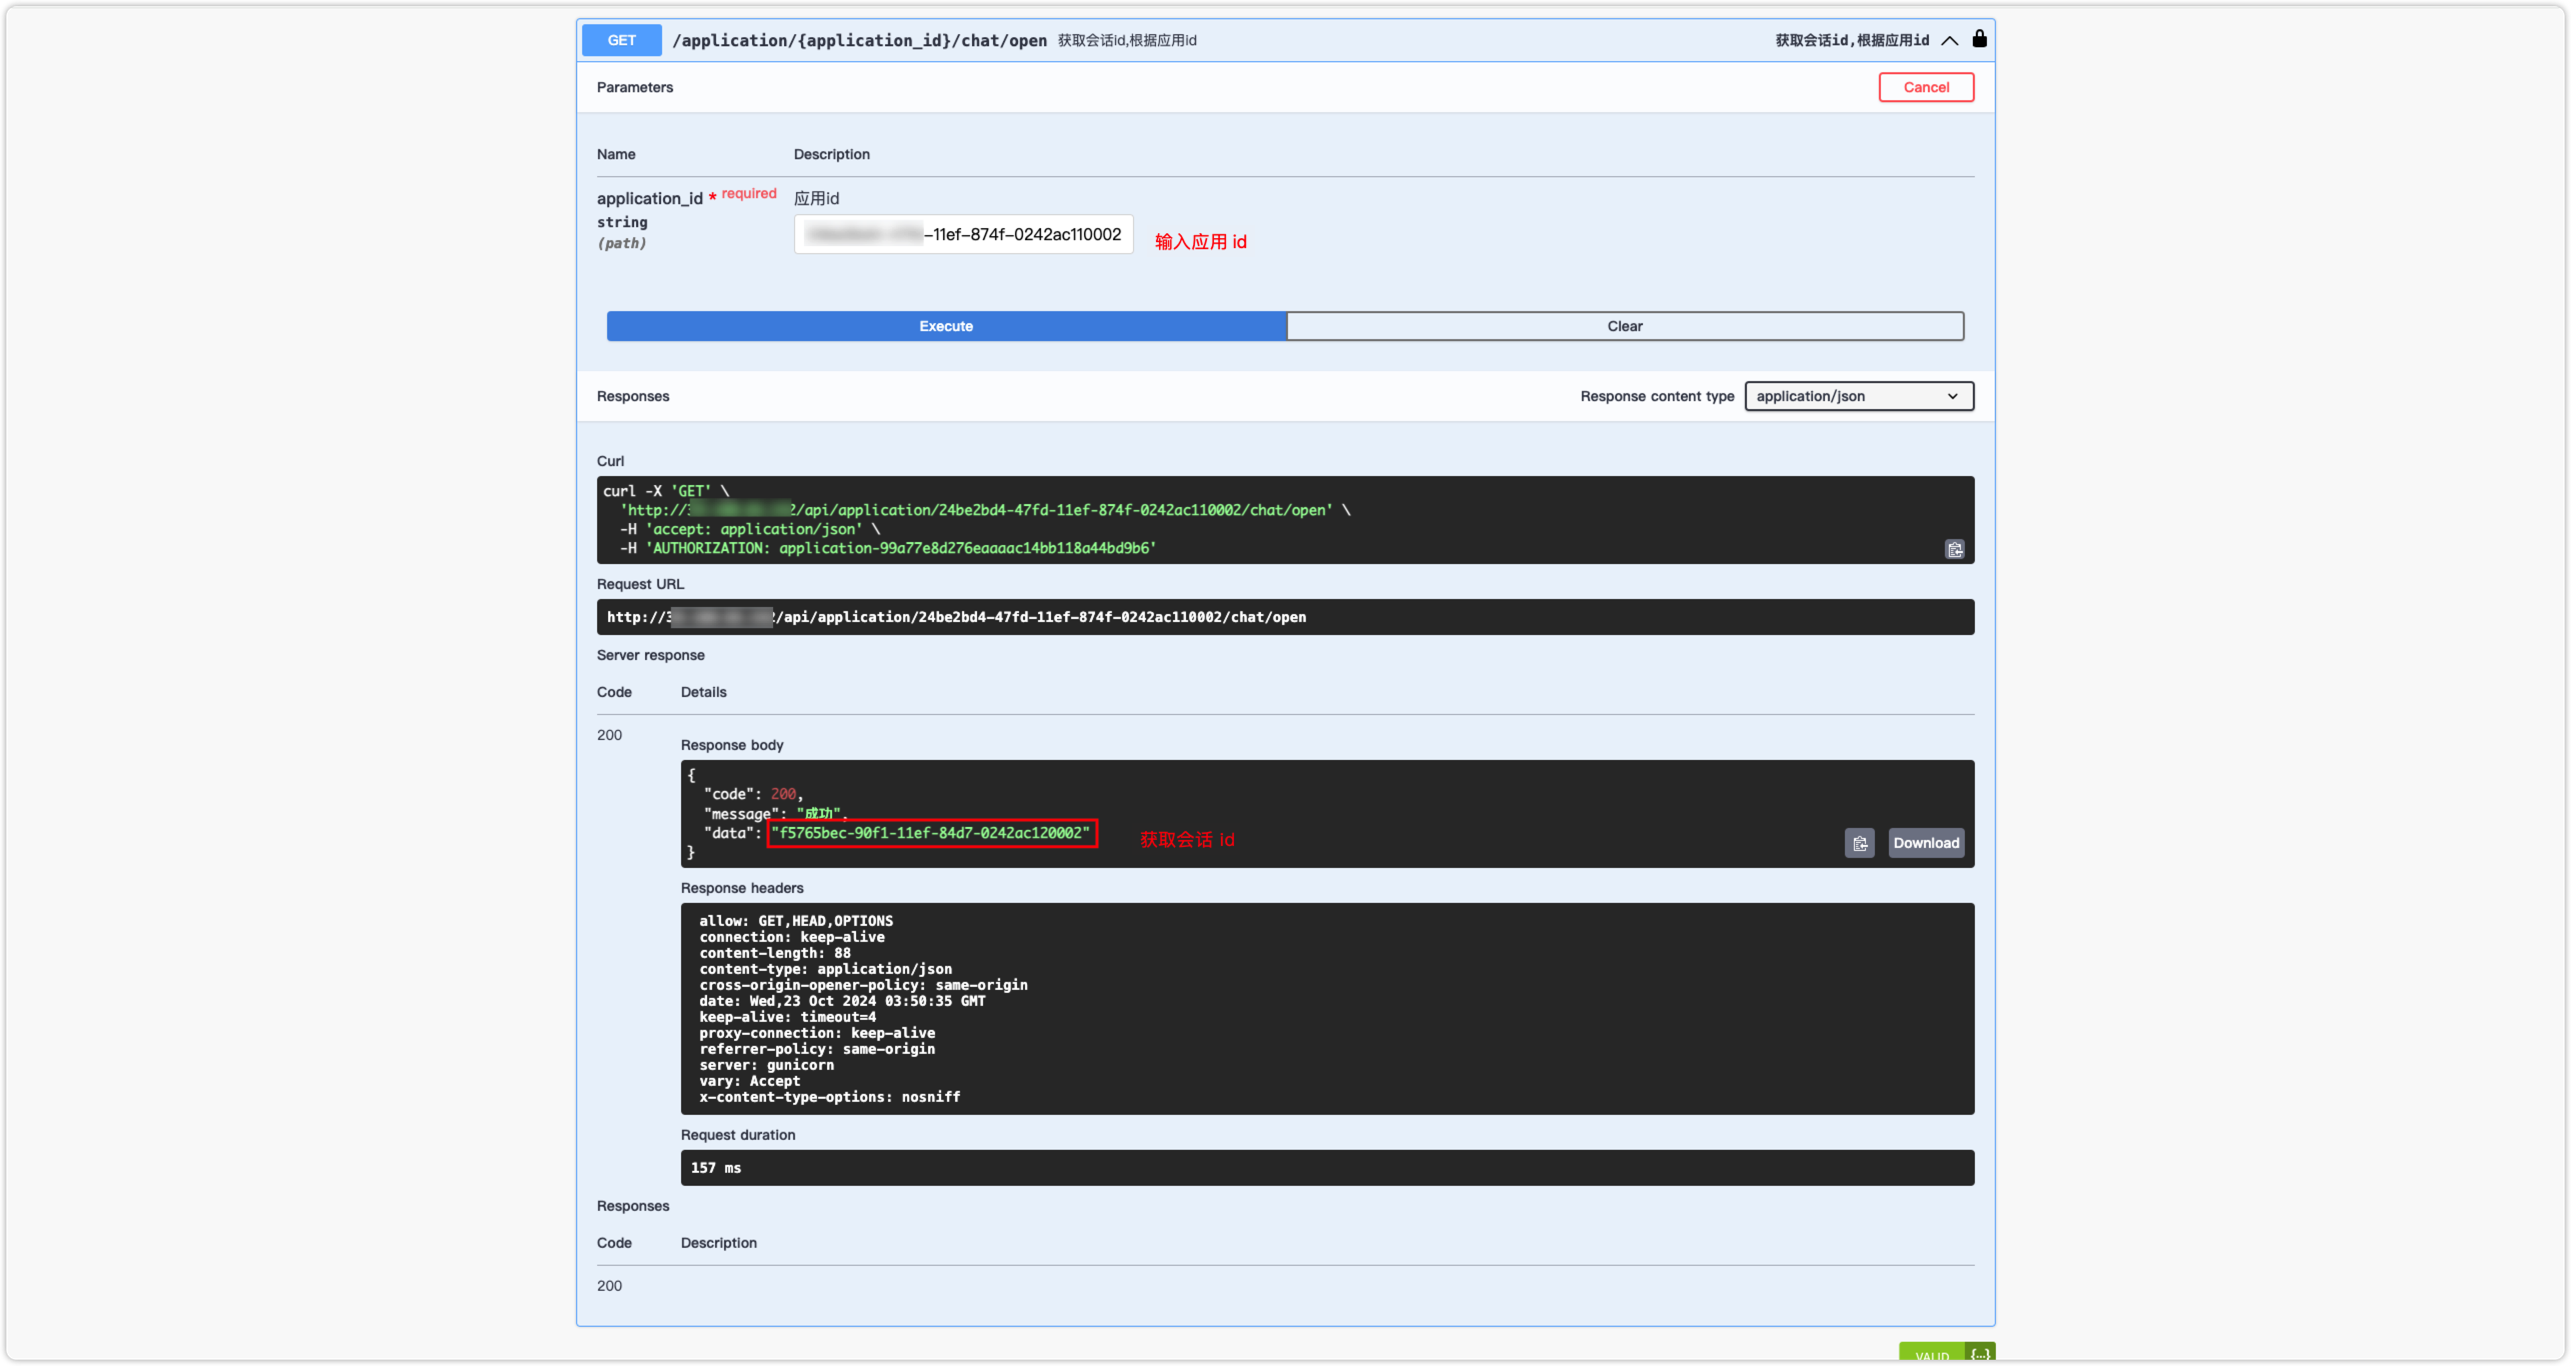 GET /application/{application_id}/chat/open 获取会话id,根据应用id 获取会话id,根据应用id
Parameters Cancel
Name Description
application_id * required 应用id
string
(path)
-11ef-874f-0242ac110002 输入应用 id
Execute Clear
Responses Response content type application/json
Curl
curl -X 'GET' \
'http://3 2/api/application/24be2bd4-47fd-11ef-874f-0242ac110002/chat/open' \
-H 'accept: application/json' \
-H 'AUTHORIZATION: application-99a77e8d276eaaaac14bb118a44bd9b6'
Request URL
http://3 2/api/application/24be2bd4-47fd-11ef-874f-0242ac110002/chat/open
Server response
Code Details
200
Response body
{
"code": 200,
"message": "成功",
"data": "f5765bec-90f1-11ef-84d7-0242ac120002" 获取会话 id
}
Download
Response headers
allow: GET,HEAD,OPTIONS
connection: keep-alive
content-length: 88
content-type: application/json
cross-origin-opener-policy: same-origin
date: Wed,23 Oct 2024 03:50:35 GMT
keep-alive: timeout=4
proxy-connection: keep-alive
referrer-policy: same-origin
server: gunicorn
vary: Accept
x-content-type-options: nosniff
Request duration
157 ms
Responses
Code Description
200
VALID {...}